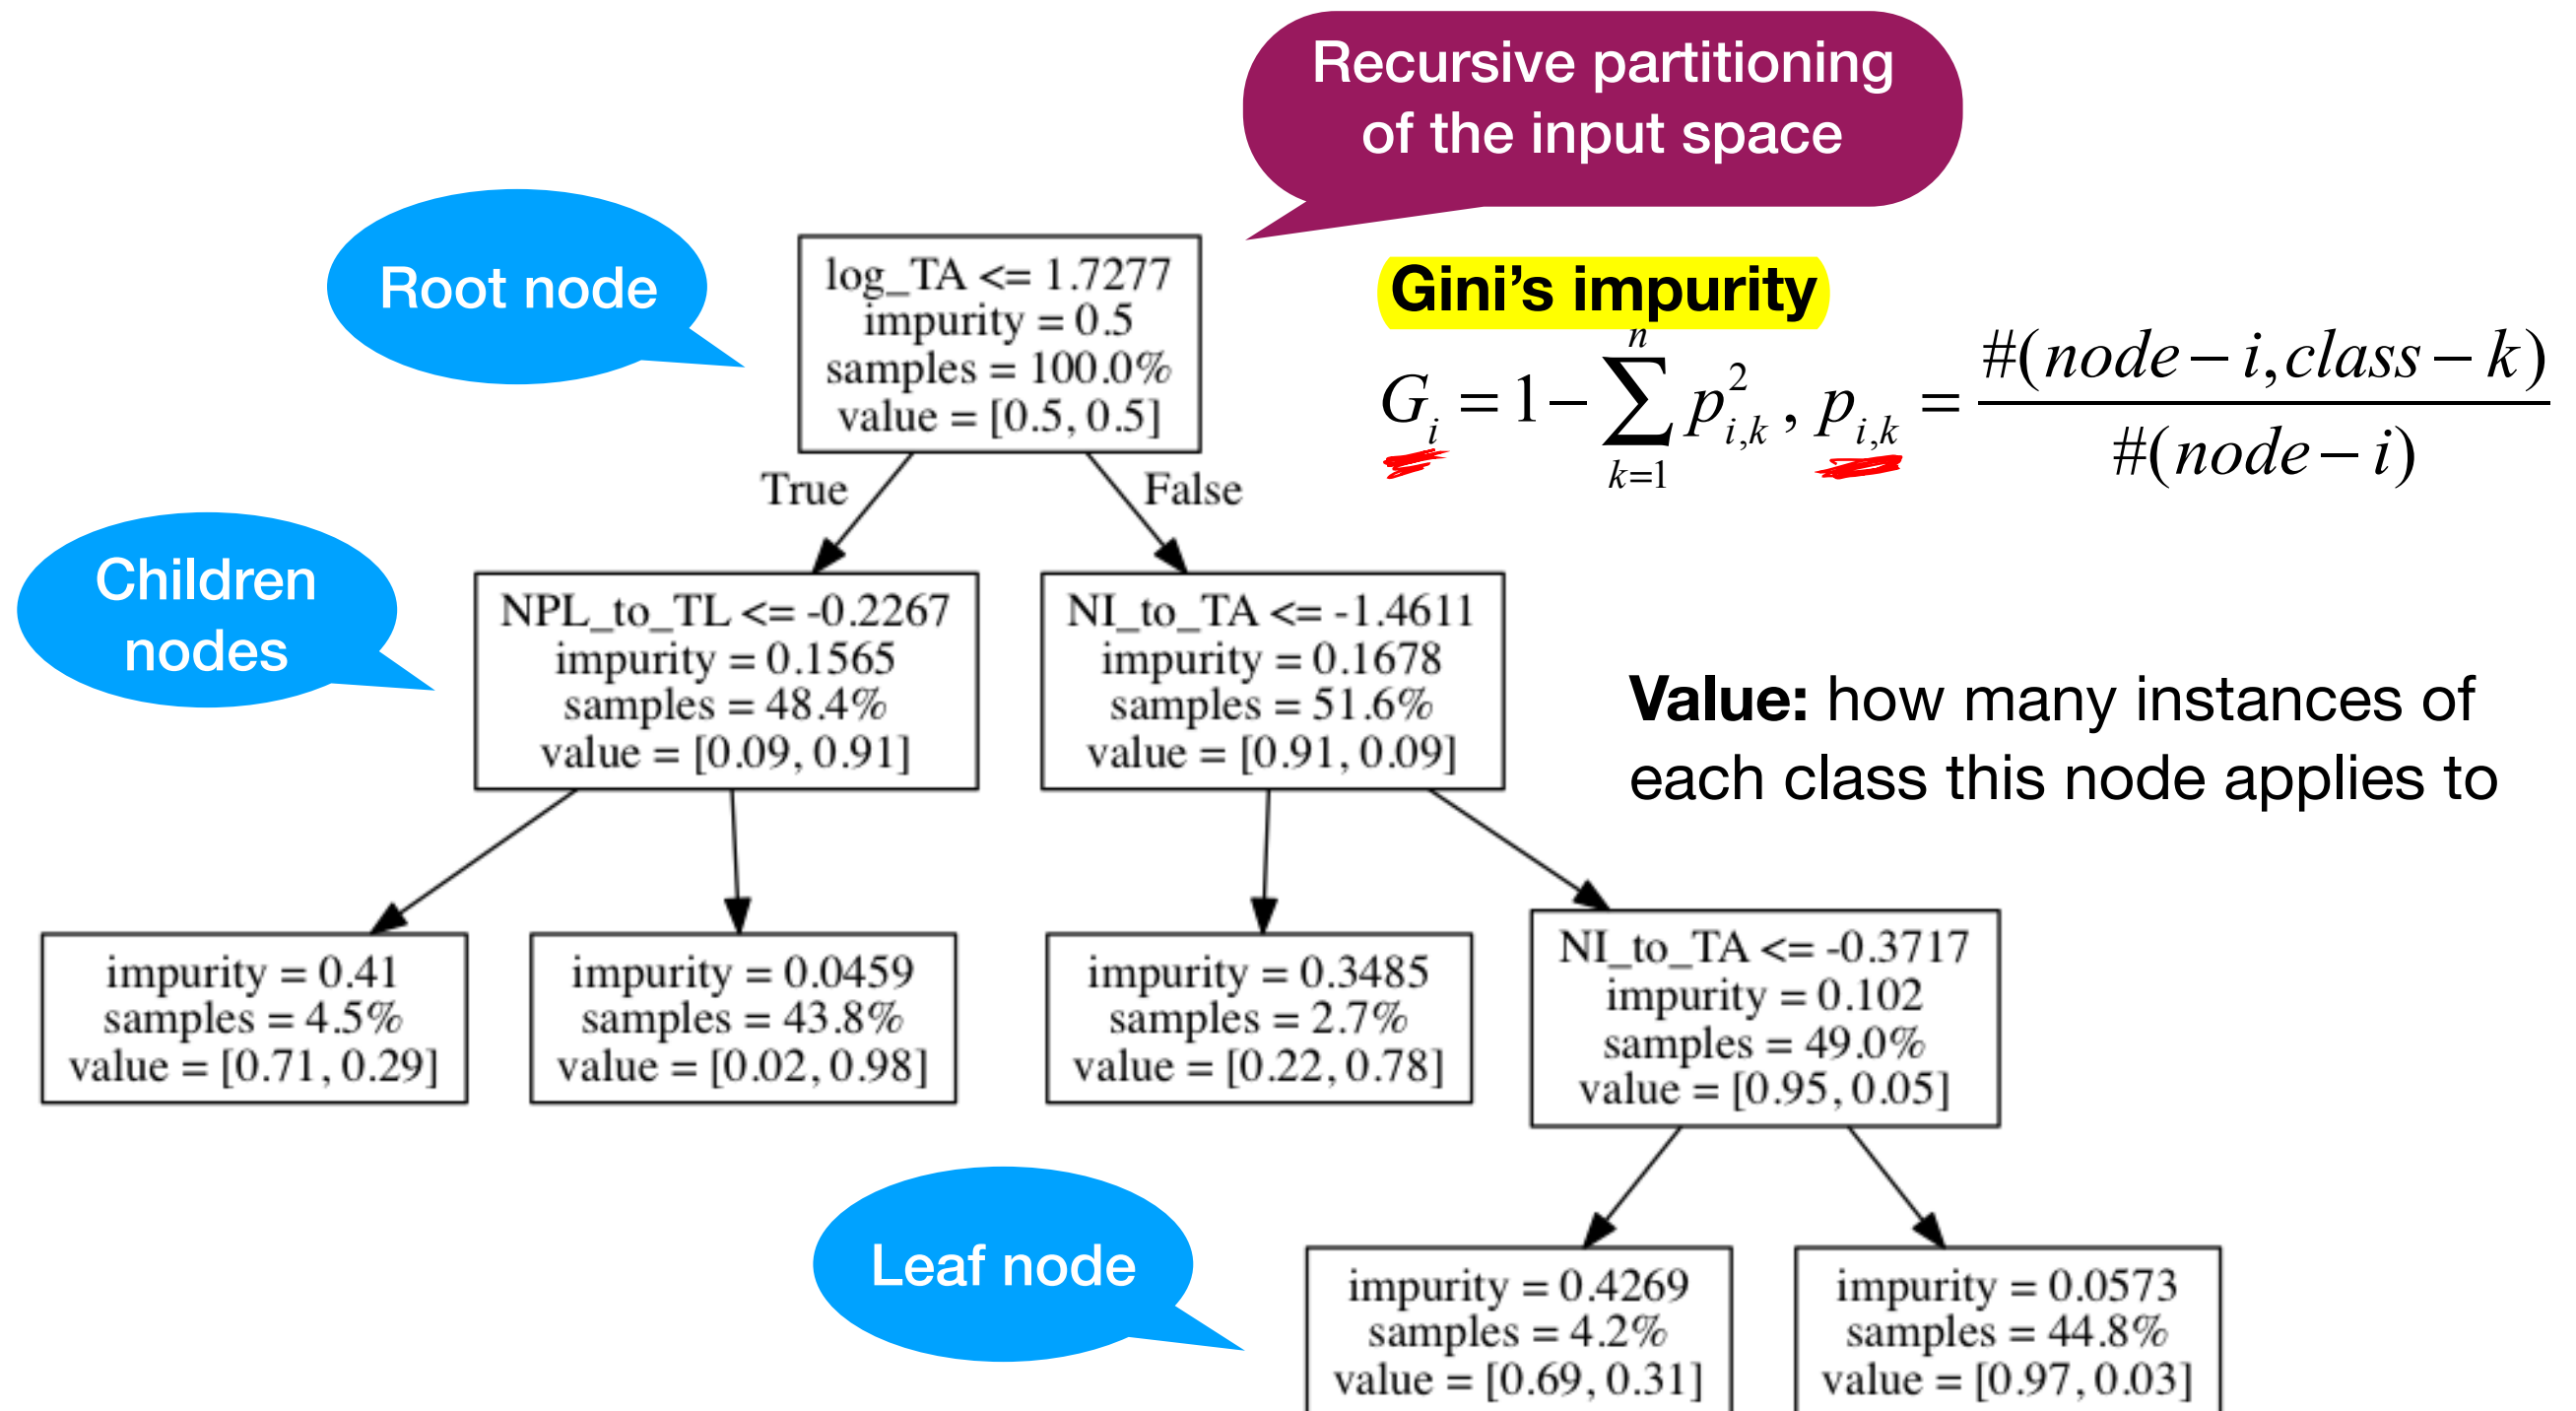 Recursive partitioning
of the input space
Root node
log_TA <= 1.7277
impurity = 0.5
samples = 100.0%
value = [0.5, 0.5]
Gini’s impurity
G_i = 1 − \sum_{k=1}^{n} p_{i,k}^2 , p_{i,k} = \frac{#(node − i, class − k)}{#(node − i)}
True
False
Children
nodes
NPL_to_TL <= -0.2267
impurity = 0.1565
samples = 48.4%
value = [0.09, 0.91]
NI_to_TA <= -1.4611
impurity = 0.1678
samples = 51.6%
value = [0.91, 0.09]
Value: how many instances of
each class this node applies to
impurity = 0.41
samples = 4.5%
value = [0.71, 0.29]
impurity = 0.0459
samples = 43.8%
value = [0.02, 0.98]
impurity = 0.3485
samples = 2.7%
value = [0.22, 0.78]
NI_to_TA <= -0.3717
impurity = 0.102
samples = 49.0%
value = [0.95, 0.05]
Leaf node
impurity = 0.4269
samples = 4.2%
value = [0.69, 0.31]
impurity = 0.0573
samples = 44.8%
value = [0.97, 0.03]